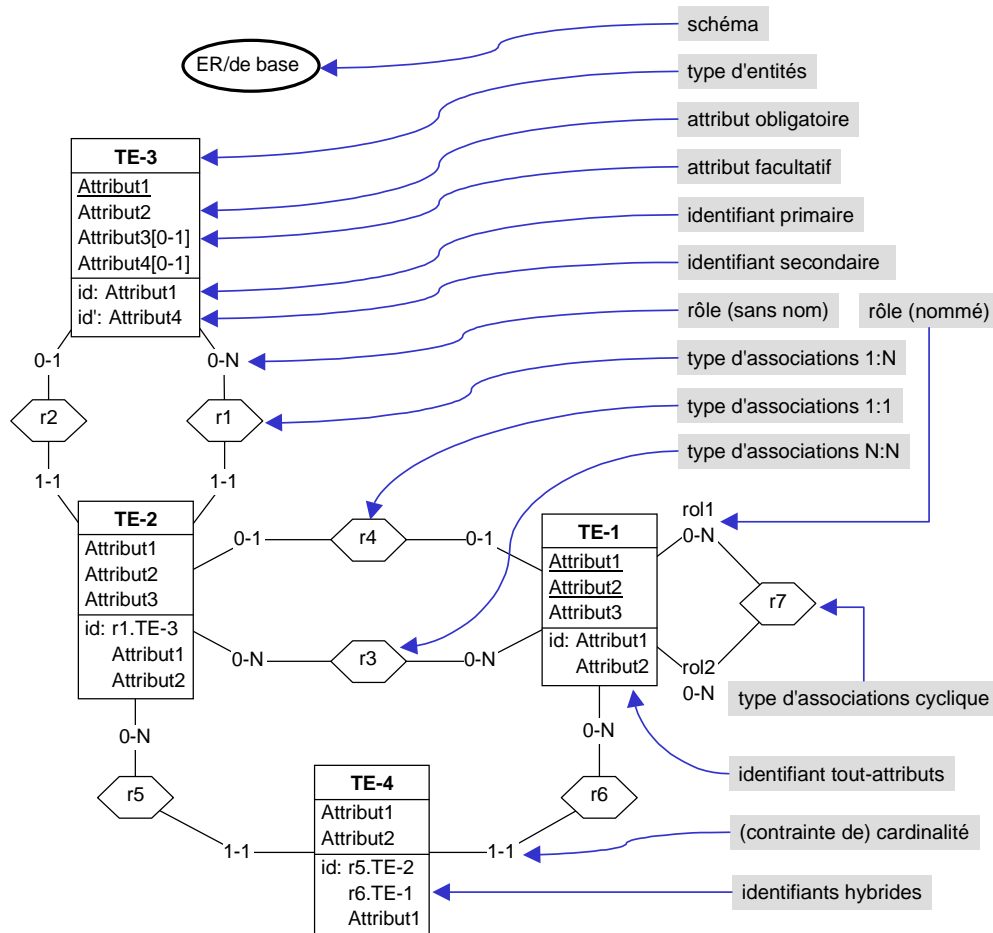 schéma
ER/de base
type d'entités
attribut obligatoire
TE-3
attribut facultatif
Attribut1
Attribut2
identifiant primaire
Attribut3[0-1]
Attribut4[0-1]
identifiant secondaire
id: Attribut1
id': Attribut4
rôle (sans nom)
rôle (nommé)
0-1
0-N
type d'associations 1:N
r2
r1
type d'associations 1:1
type d'associations N:N
1-1
1-1
TE-2
Attribut1
Attribut2
Attribut3
id: r1.TE-3
Attribut1
Attribut2
0-1
r4
0-1
TE-1
Attribut1
Attribut2
Attribut3
id: Attribut1
Attribut2
rol1
0-N
r7
rol2
0-N
0-N
r3
0-N
type d'associations cyclique
0-N
0-N
identifiant tout-attributs
r5
TE-4
r6
Attribut1
Attribut2
(contrainte de) cardinalité
1-1
1-1
id: r5.TE-2
r6.TE-1
Attribut1
identifiants hybrides